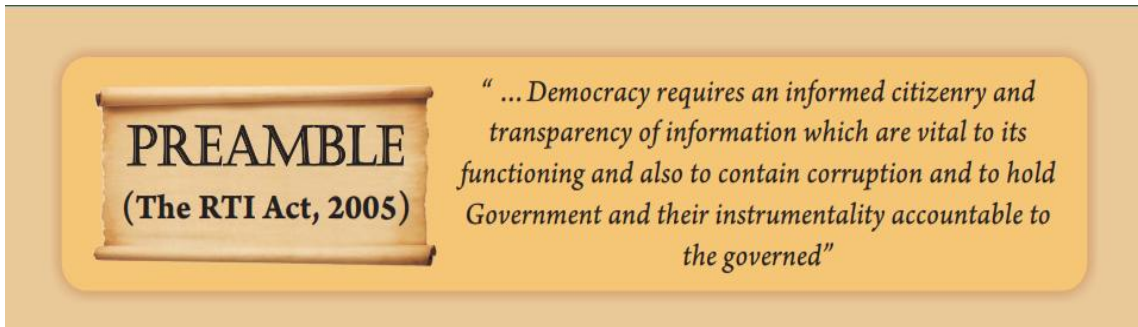 PREAMBLE
(The RTI Act, 2005)
“ ... Democracy requires an informed citizenry and
transparency of information which are vital to its
functioning and also to contain corruption and to hold
Government and their instrumentality accountable to
the governed”